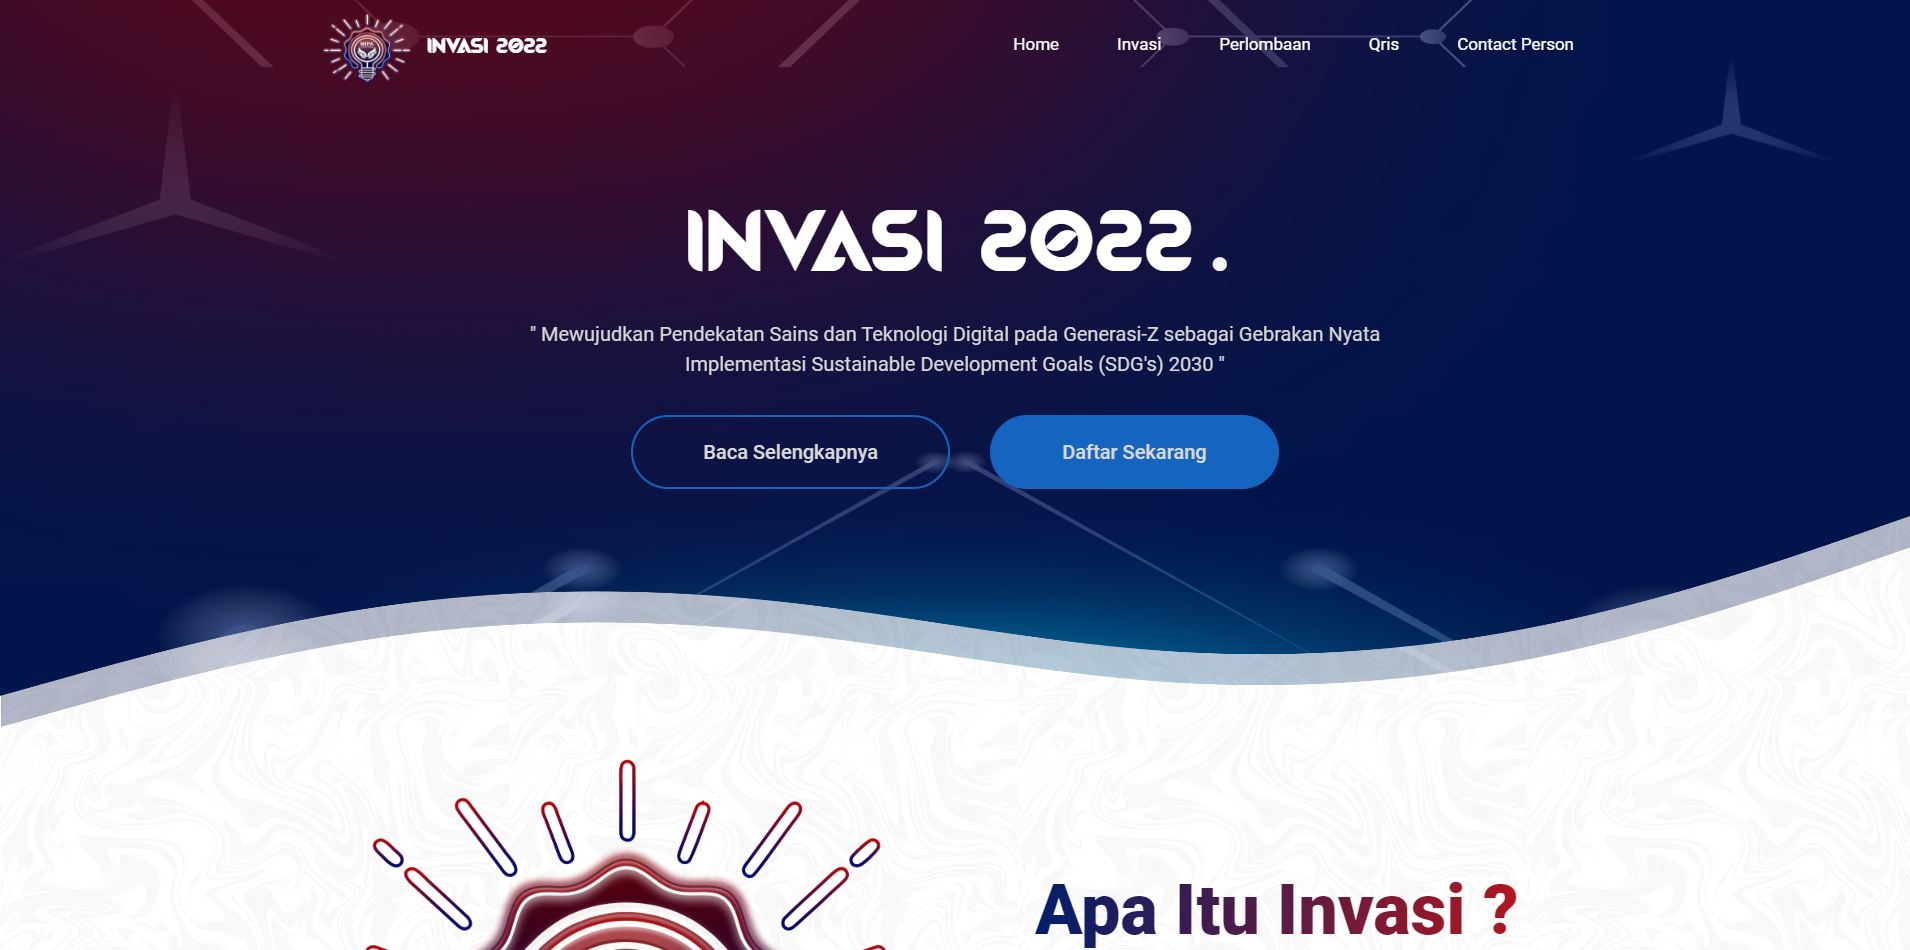 MIPA
INVASI 2022
Home
Invasi
Perlombaan
Qris
Contact Person
INVASI 2022 .
" Mewujudkan Pendekatan Sains dan Teknologi Digital pada Generasi-Z sebagai Gebrakan Nyata
Implementasi Sustainable Development Goals (SDG's) 2030 "
Baca Selengkapnya
Daftar Sekarang
Apa Itu Invasi ?